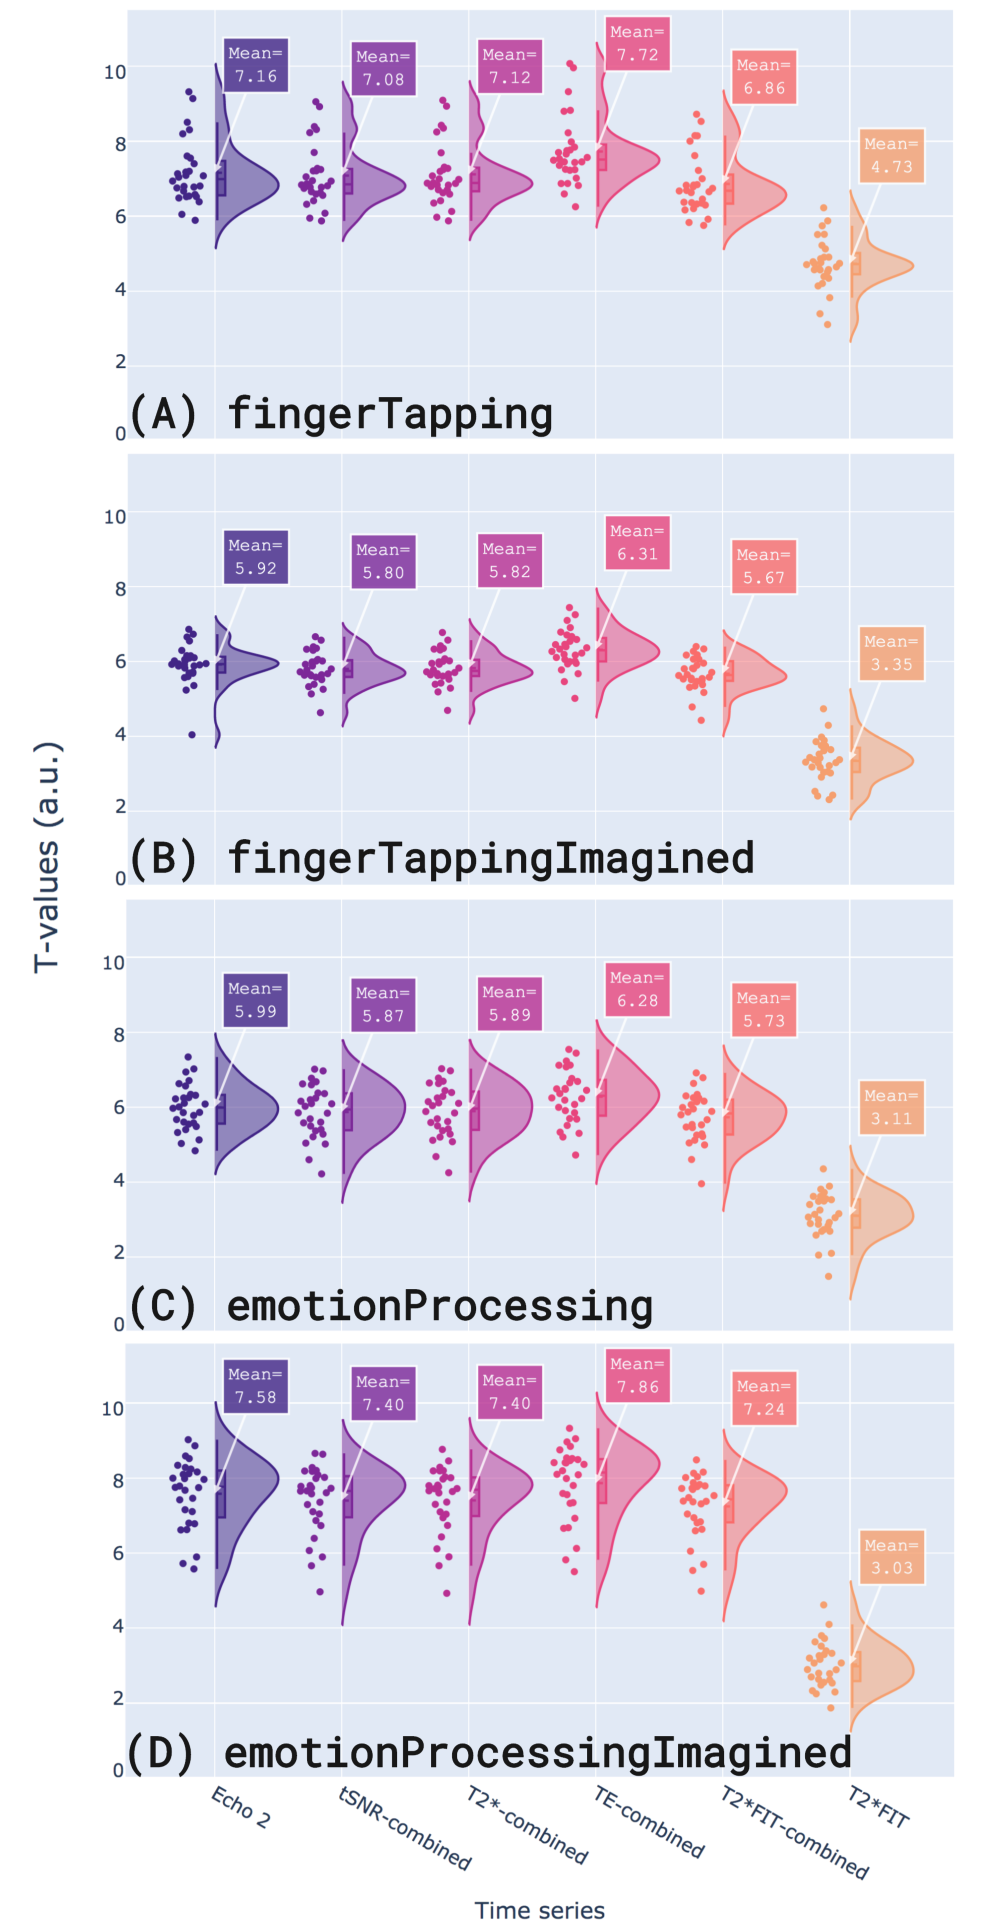 T-values (a.u.)
10
8
6
4
2
0
Mean=
7.16
Mean=
7.08
Mean=
7.12
Mean=
7.72
Mean=
6.86
Mean=
4.73
(A) fingerTapping
10
8
6
4
2
0
Mean=
5.92
Mean=
5.80
Mean=
5.82
Mean=
6.31
Mean=
5.67
Mean=
3.35
(B) fingerTappingImagined
10
8
6
4
2
0
Mean=
5.99
Mean=
5.87
Mean=
5.89
Mean=
6.28
Mean=
5.73
Mean=
3.11
(C) emotionProcessing
10
8
6
4
2
0
Mean=
7.58
Mean=
7.40
Mean=
7.40
Mean=
7.86
Mean=
7.24
Mean=
3.03
(D) emotionProcessingImagined
Echo 2
tSNR-combined
T2*-combined
TE-combined
T2*FIT-combined
T2*FIT
Time series